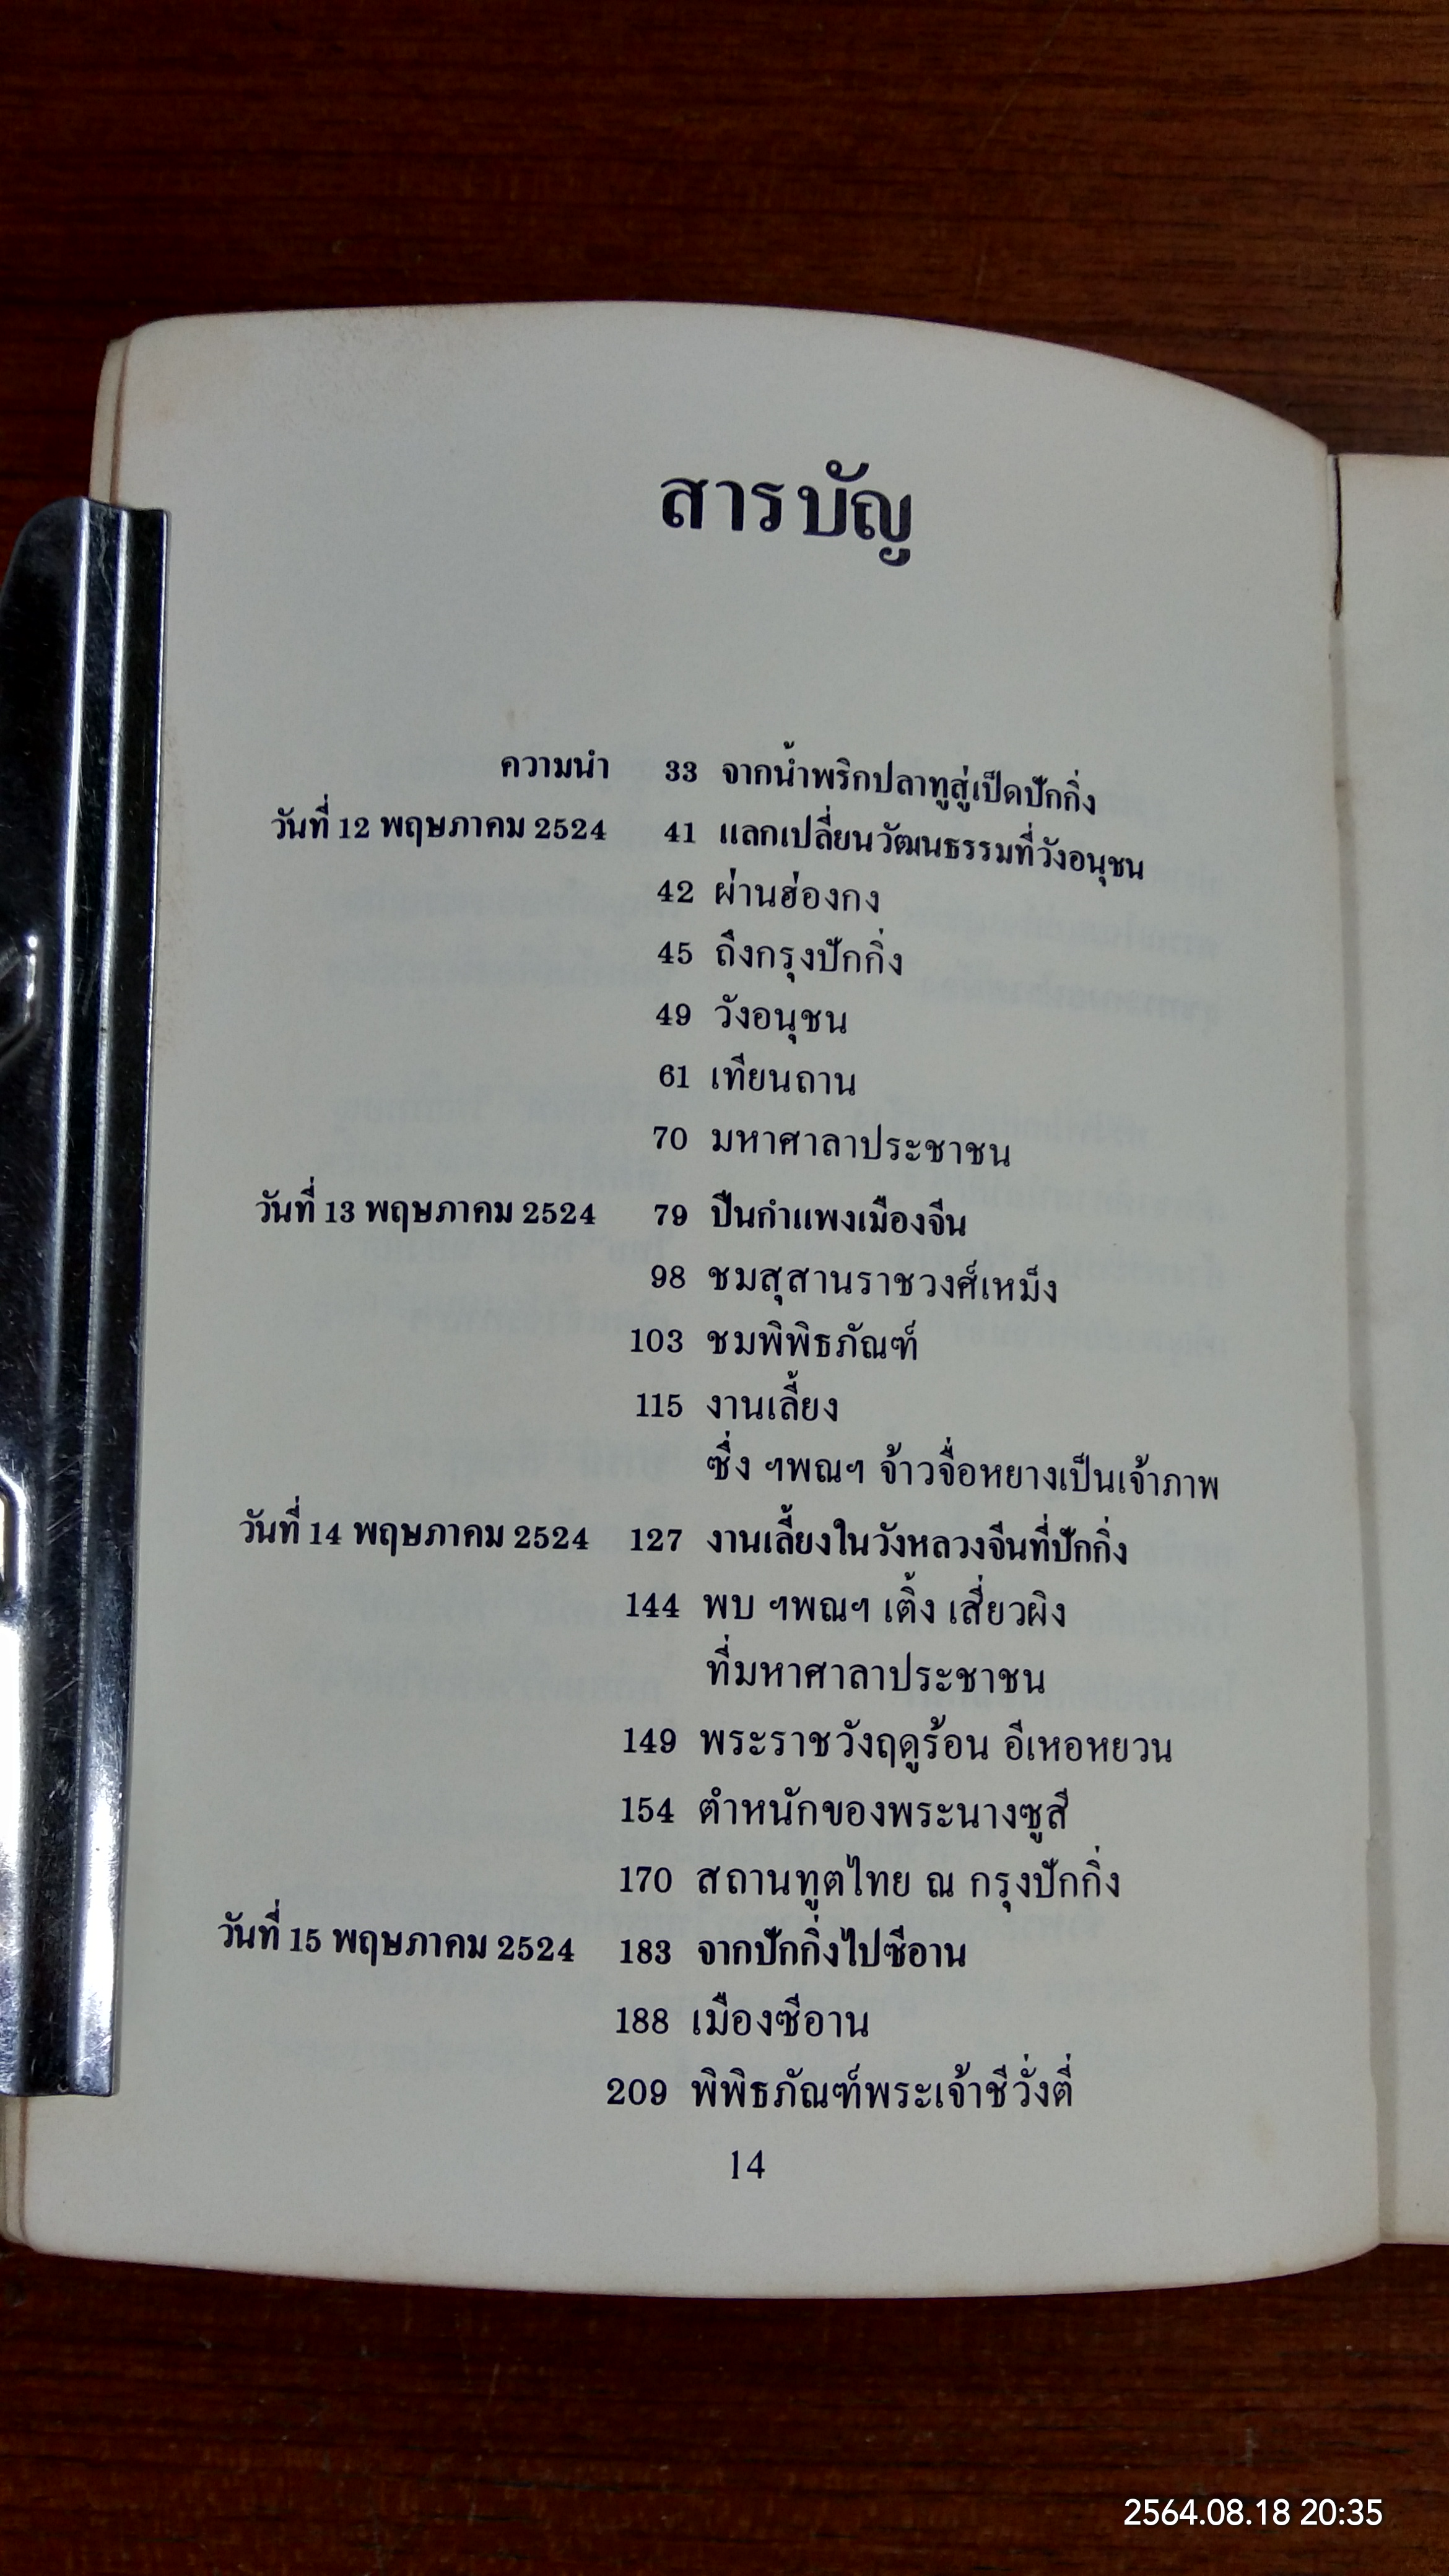 สารบัญ
ความนำ 33 จากน้ำพริกปลาทูสู่เป็ดปักกิ่ง
วันที่ 12 พฤษภาคม 2524 41 แลกเปลี่ยนวัฒนธรรมที่วังอนุชน
42 ผ่านฮ่องกง
45 ถึงกรุงปักกิ่ง
49 วังอนุชน
61 เทียนถาน
70 มหาศาลาประชาชน
วันที่ 13 พฤษภาคม 2524 79 ปีนกำแพงเมืองจีน
98 ชมสุสานราชวงศ์เหม็ง
103 ชมพิพิธภัณฑ์
115 งานเลี้ยง
ซึ่ง ฯพณฯ จ้าวจื่อหยางเป็นเจ้าภาพ
วันที่ 14 พฤษภาคม 2524 127 งานเลี้ยงในวังหลวงจีนที่ปักกิ่ง
144 พบ ฯพณฯ เติ้ง เสี่ยวผิง
ที่มหาศาลาประชาชน
149 พระราชวังฤดูร้อน อีเหอหยวน
154 ตำหนักของพระนางซูสี
170 สถานทูตไทย ณ กรุงปักกิ่ง
วันที่ 15 พฤษภาคม 2524 183 จากปักกิ่งไปซีอาน
188 เมืองซีอาน
209 พิพิธภัณฑ์พระเจ้าชีวั่งตี่
14
2564.08.18 20:35